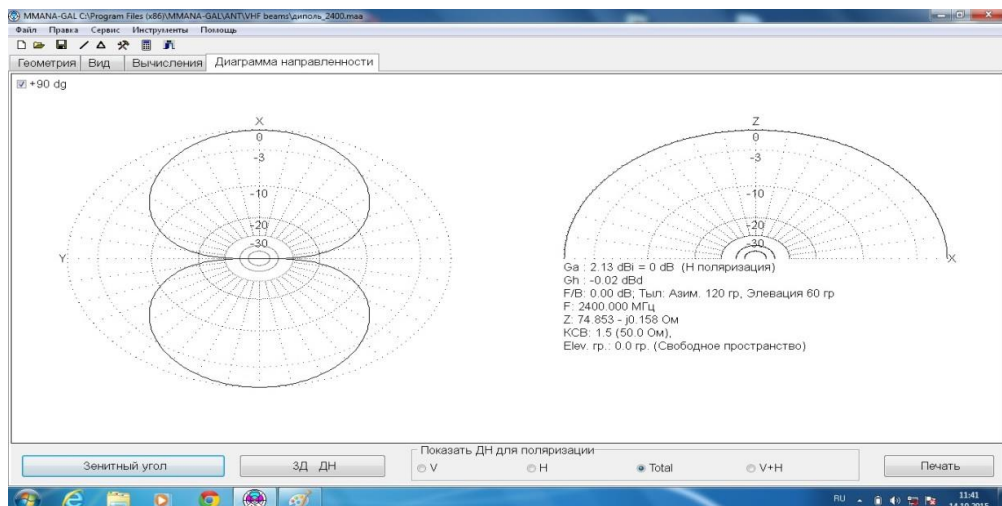 MMANA-GAL C:\Program Files (x86)\MMANA-GAL\ANT\VHF beams\диполь_2400.maa
Файл Правка Сервис Инструменты Помощь
Геометрия Вид Вычисления Диаграмма направленности
+90 dg
X
0
-3
-10
-20
-30
Y
Z
0
-3
-10
-20
-30
X
Ga : 2.13 dBi = 0 dB (H поляризация)
Gh : -0.02 dBd
F/B: 0.00 dB; Тыл: Азим. 120 гр, Элевация 60 гр
F: 2400.000 МГц
Z: 74.853 - j0.158 Ом
КСВ: 1.5 (50.0 Ом),
Elev. гр.: 0.0 гр. (Свободное пространство)
Показать ДН для поляризации
Зенитный угол 3Д ДН V H Total V+H Печать
RU 11:41
14.10.2015